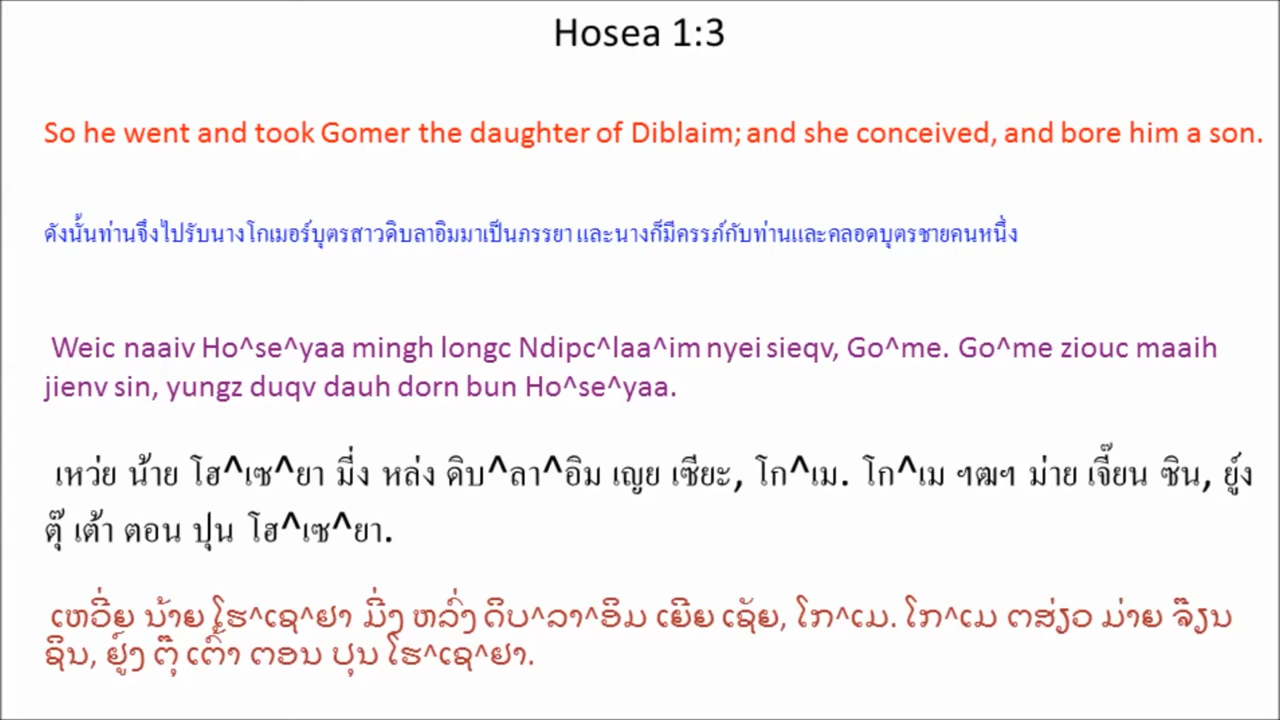 Hosea 1:3
So he went and took Gomer the daughter of Diblaim; and she conceived, and bore him a son.
ดังนั้นท่านจึงไปรับนางโกเมอร์บุตรสาวดิบลาอิมมาเป็นภรรยา และนางก็มีครรภ์กับท่านและคลอดบุตรชายคนหนึ่ง
Weic naaiv Ho^se^yaa mingh longc Ndipc^laa^im nyei sieqv, Go^me. Go^me ziouc maaih
jienv sin, yungz duqv dauh dorn bun Ho^se^yaa.
เหว่ย น้าย โฮ^เซ^ยา มี่ง หล่ง ดิบ^ลา^อิม เญย เซียะ, โก^เม. โก^เม ฯฒฯ ม่าย เจี๊ยน ซิน, ยู์ง
ตุ๊ เต้า ตอน ปุน โฮ^เซ^ยา.
ເຫວີ່ຍ ນ້າຍ ໂຮ^ເຊ^ຢາ ມີ່ງ ຫລົ່ງ ດິບ^ລາ^ອິມ ເຍີຍ ເຊັຍ, ໂກ^ເມ. ໂກ^ເມ ຕສ່ຽວ ມ່າຍ ຈ໊ຽນ
ຊິນ, ຢູ໌ງ ຕຸ໊ ເຕົ້າ ຕອນ ປຸນ ໂຮ^ເຊ^ຢາ.